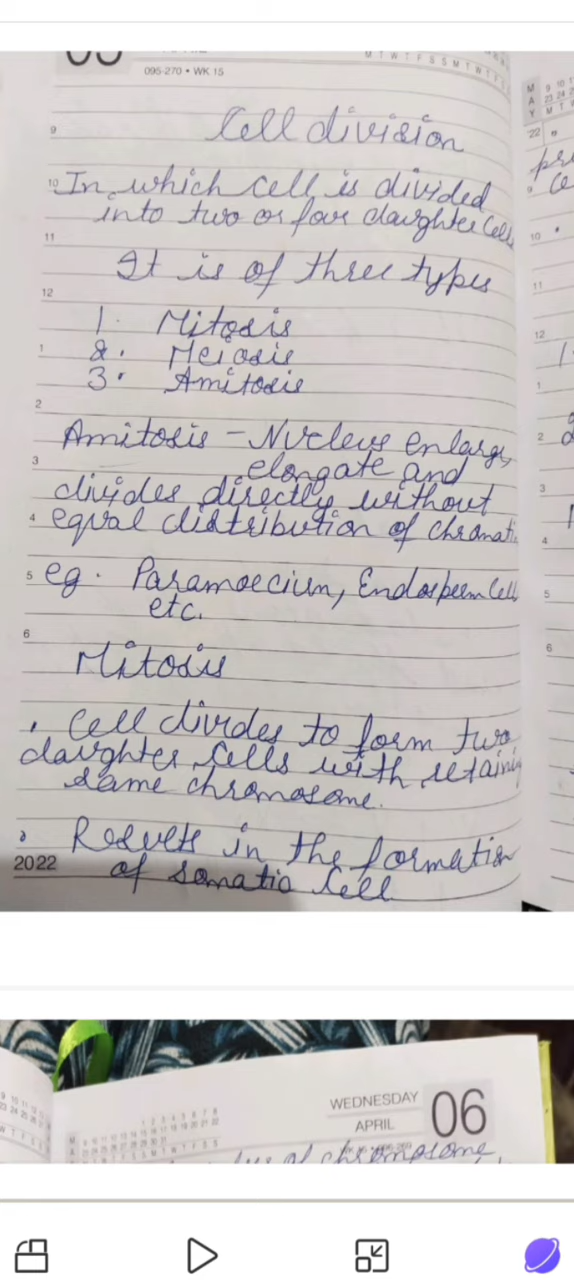 095-270 • WK 15
Cell division
In which cell is divided
into two or four daughter cells
It is of three types
1. Mitosis
2. Meiosis
3. Amitosis
Amitosis - Nucleus enlarge,
elongate and
divides directly without
equal distribution of chromati
eg. Paramoecium, Endosperm Cell
etc.
Mitosis
Cell divides to form two
daughter cells with retaining
same chromosome.
Results in the formation
of somatic cell
2022
WEDNESDAY
APRIL 06
of chromosome,